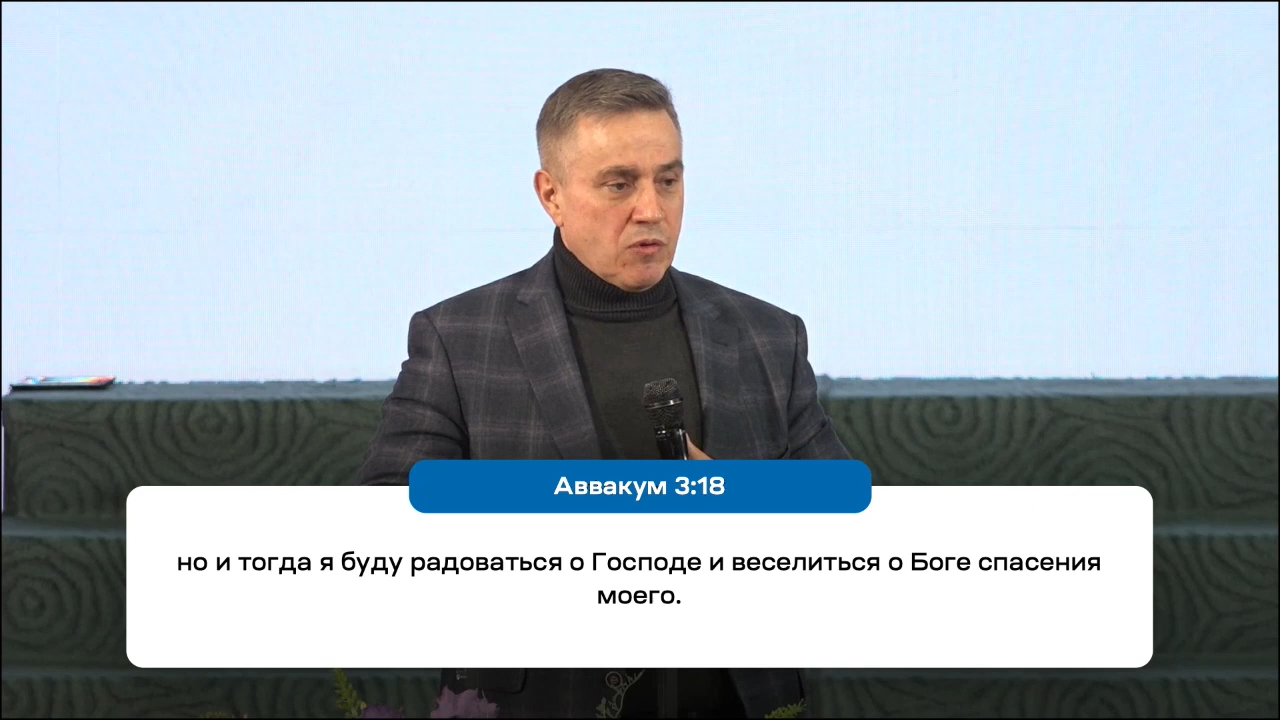 Аввакум 3:18
но и тогда я буду радоваться о Господе и веселиться о Боге спасения
моего.